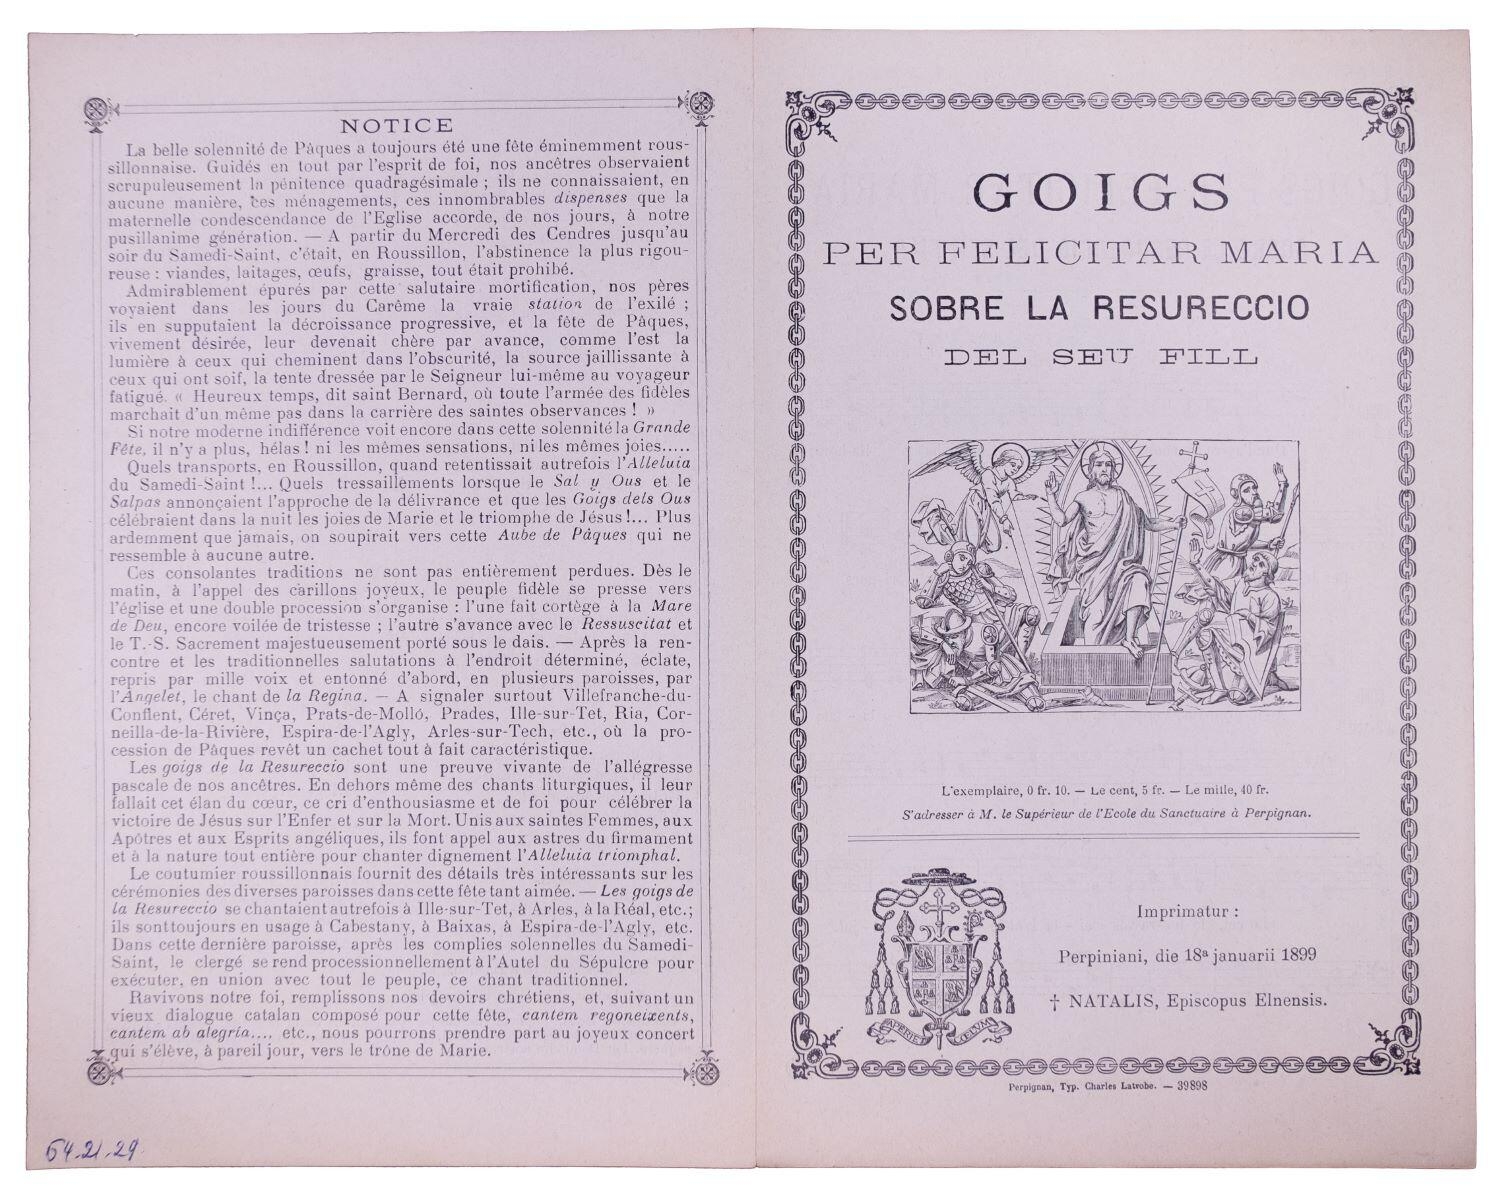 NOTICE
La belle solennité de Pâques a toujours été une fête éminemment rous-
sillonnaise. Guidés en tout par l'esprit de foi, nos ancêtres observaient
scrupuleusement la pénitence quadragésimale ; ils ne connaissaient, en
aucune manière, ces ménagements, ces innombrables dispenses que la
maternelle condescendance de l'Eglise accorde, de nos jours, à notre
pusillanime génération. — A partir du Mercredi des Cendres jusqu'au
soir du Samedi-Saint, c'était, en Roussillon, l'abstinence la plus rigou-
reuse : viandes, laitages, œufs, graisse, tout était prohibé.
Admirablement épurés par cette salutaire mortification, nos pères
voyaient dans les jours du Carême la vraie station de l'exilé ;
ils en supputaient la décroissance progressive, et la fête de Pâques,
vivement désirée, leur devenait chère par avance, comme l'est la
lumière à ceux qui cheminent dans l'obscurité, la source jaillissante à
ceux qui ont soif, la tente dressée par le Seigneur lui-même au voyageur
fatigué. « Heureux temps, dit saint Bernard, où toute l'armée des fidèles
marchait d'un même pas dans la carrière des saintes observances ! »
Si notre moderne indifférence voit encore dans cette solennité la Grande
Fête, il n'y a plus, hélas ! ni les mêmes sensations, ni les mêmes joies.....
Quels transports, en Roussillon, quand retentissait autrefois l'Alleluia
du Samedi-Saint !... Quels tressaillements lorsque le Sal y Ous et le
Salpas annonçaient l'approche de la délivrance et que les Goigs dels Ous
célébraient dans la nuit les joies de Marie et le triomphe de Jésus !... Plus
ardemment que jamais, on soupirait vers cette Aube de Pâques qui ne
ressemble à aucune autre.
Ces consolantes traditions ne sont pas entièrement perdues. Dès le
matin, à l'appel des carillons joyeux, le peuple fidèle se presse vers
l'église et une double procession s'organise : l'une fait cortège à la Mare
de Deu, encore voilée de tristesse ; l'autre s'avance avec le Ressuscitat et
le T.-S. Sacrement majestueusement porté sous le dais. — Après la ren-
contre et les traditionnelles salutations à l'endroit déterminé, éclate,
repris par mille voix et entonné d'abord, en plusieurs paroisses, par
l'Angelet, le chant de la Regina. — A signaler surtout Villefranche-du-
Conflent, Céret, Vinça, Prats-de-Molló, Prades, Ille-sur-Tet, Ria, Cor-
neilla-de-la-Rivière, Espira-de-l'Agly, Arles-sur-Tech, etc., où la pro-
cession de Pâques revêt un cachet tout à fait caractéristique.
Les goigs de la Resureccio sont une preuve vivante de l'allégresse
pascale de nos ancêtres. En dehors même des chants liturgiques, il leur
fallait cet élan du cœur, ce cri d'enthousiasme et de foi pour célébrer la
victoire de Jésus sur l'Enfer et sur la Mort. Unis aux saintes Femmes, aux
Apôtres et aux Esprits angéliques, ils font appel aux astres du firmament
et à la nature tout entière pour chanter dignement l'Alleluia triomphal.
Le coutumier roussillonnais fournit des détails très intéressants sur les
cérémonies des diverses paroisses dans cette fête tant aimée. — Les goigs de
la Resureccio se chantaient autrefois à Ille-sur-Tet, à Arles, à la Réal, etc.;
ils sont toujours en usage à Cabestany, à Baixas, à Espira-de-l'Agly, etc.
Dans cette dernière paroisse, après les complies solennelles du Samedi-
Saint, le clergé se rend processionnellement à l'Autel du Sépulcre pour
exécuter, en union avec tout le peuple, ce chant traditionnel.
Ravivons notre foi, remplissons nos devoirs chrétiens, et, suivant un
vieux dialogue catalan composé pour cette fête, cantem regoneixents,
cantem ab alegria..., etc., nous pourrons prendre part au joyeux concert
qui s'élève, à pareil jour, vers le trône de Marie.
64.21.29
GOIGS
PER FELICITAR MARIA
SOBRE LA RESURECCIO
DEL SEU FILL
L'exemplaire, 0 fr. 10. — Le cent, 5 fr. — Le mille, 40 fr.
S'adresser à M. le Supérieur de l'Ecole du Sanctuaire à Perpignan.
Imprimatur :
Perpiniani, die 18ª januarii 1899
† NATALIS, Episcopus Elnensis.
APERIET CŒLUM
Perpignan, Typ. Charles Latrobe. — 39898